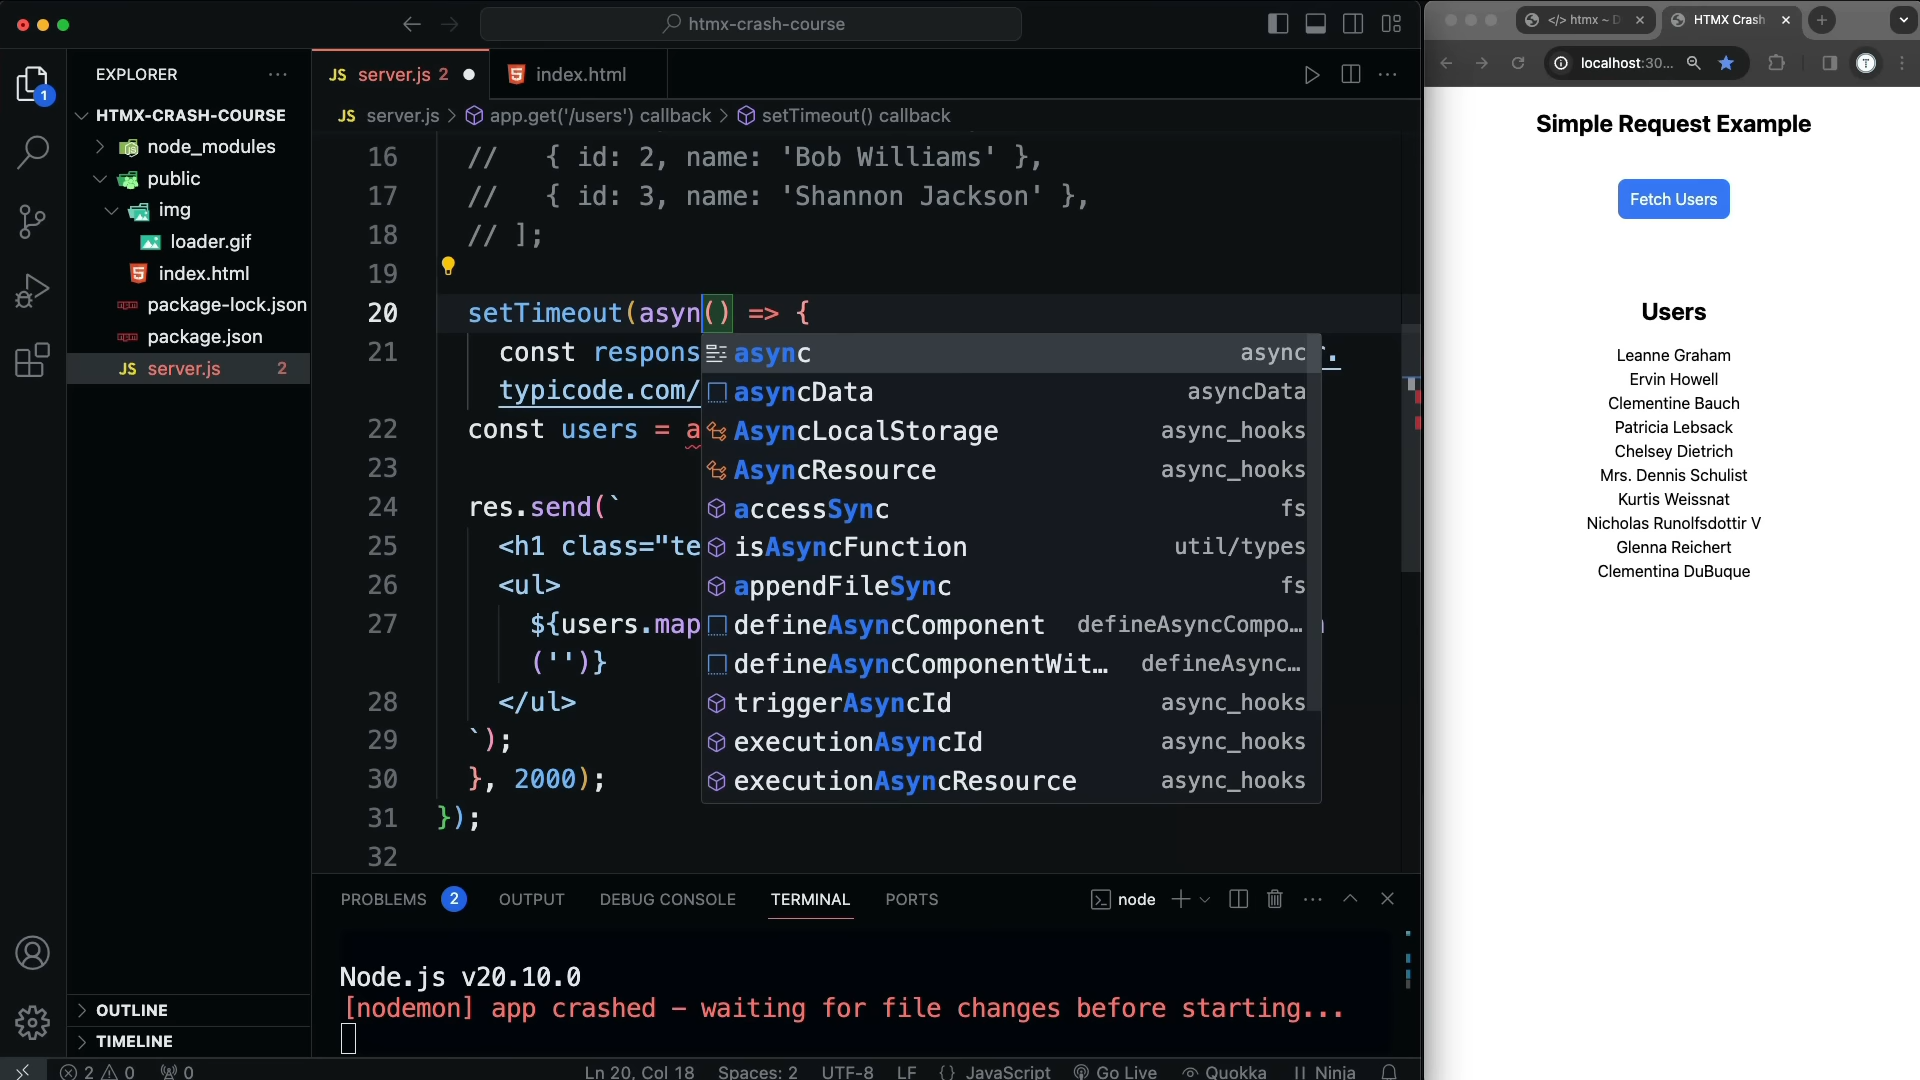 htmx-crash-course
</> htmx ~ D
HTMX Crash
localhost:30...
T
EXPLORER
JS server.js 2
index.html
1
HTMX-CRASH-COURSE
node_modules
public
img
loader.gif
index.html
package-lock.json
package.json
JS server.js 2
OUTLINE
TIMELINE
JS server.js > app.get('/users') callback > setTimeout() callback
16 //   { id: 2, name: 'Bob Williams' },
17 //   { id: 3, name: 'Shannon Jackson' },
18 // ];
19
20 setTimeout(asyn() => {
21 const respons r.
typicode.com/
22 const users = a
23
24 res.send(`
25 <h1 class="te
26 <ul>
27 ${users.map
('')}
28 </ul>
29 `);
30 }, 2000);
31 });
32
async async
asyncData asyncData
AsyncLocalStorage async_hooks
AsyncResource async_hooks
accessSync fs
isAsyncFunction util/types
appendFileSync fs
defineAsyncComponent defineAsyncCompo...
defineAsyncComponentWit... defineAsync...
triggerAsyncId async_hooks
executionAsyncId async_hooks
executionAsyncResource async_hooks
PROBLEMS 2 OUTPUT DEBUG CONSOLE TERMINAL PORTS
node
Node.js v20.10.0
[nodemon] app crashed – waiting for file changes before starting...
2 0 0
Ln 20, Col 18 Spaces: 2 UTF-8 LF {} JavaScript Go Live Quokka Ninja
Simple Request Example
Fetch Users
Users
Leanne Graham
Ervin Howell
Clementine Bauch
Patricia Lebsack
Chelsey Dietrich
Mrs. Dennis Schulist
Kurtis Weissnat
Nicholas Runolfsdottir V
Glenna Reichert
Clementina DuBuque